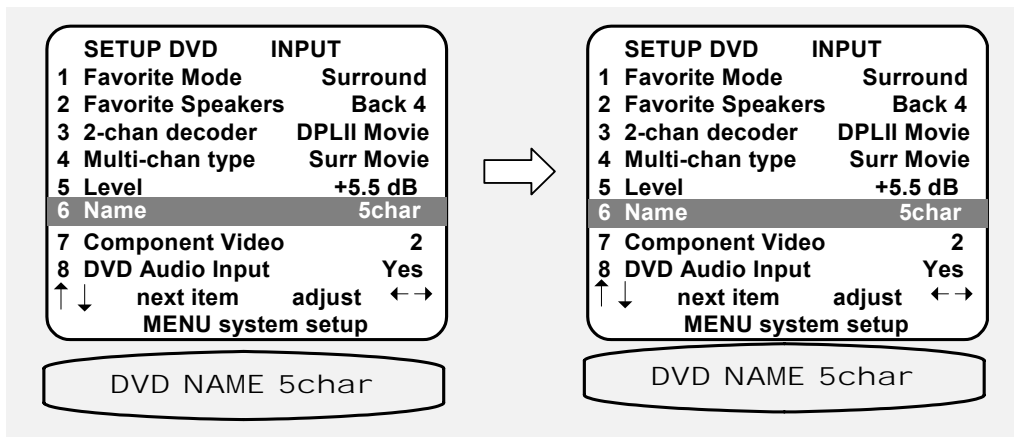 SETUP DVD INPUT
1 Favorite Mode Surround
2 Favorite Speakers Back 4
3 2-chan decoder DPLII Movie
4 Multi-chan type Surr Movie
5 Level +5.5 dB
6 Name 5char
7 Component Video 2
8 DVD Audio Input Yes
↑↓ next item adjust ←→
MENU system setup
DVD NAME 5char
SETUP DVD INPUT
1 Favorite Mode Surround
2 Favorite Speakers Back 4
3 2-chan decoder DPLII Movie
4 Multi-chan type Surr Movie
5 Level +5.5 dB
6 Name 5char
7 Component Video 2
8 DVD Audio Input Yes
↑↓ next item adjust ←→
MENU system setup
DVD NAME 5char